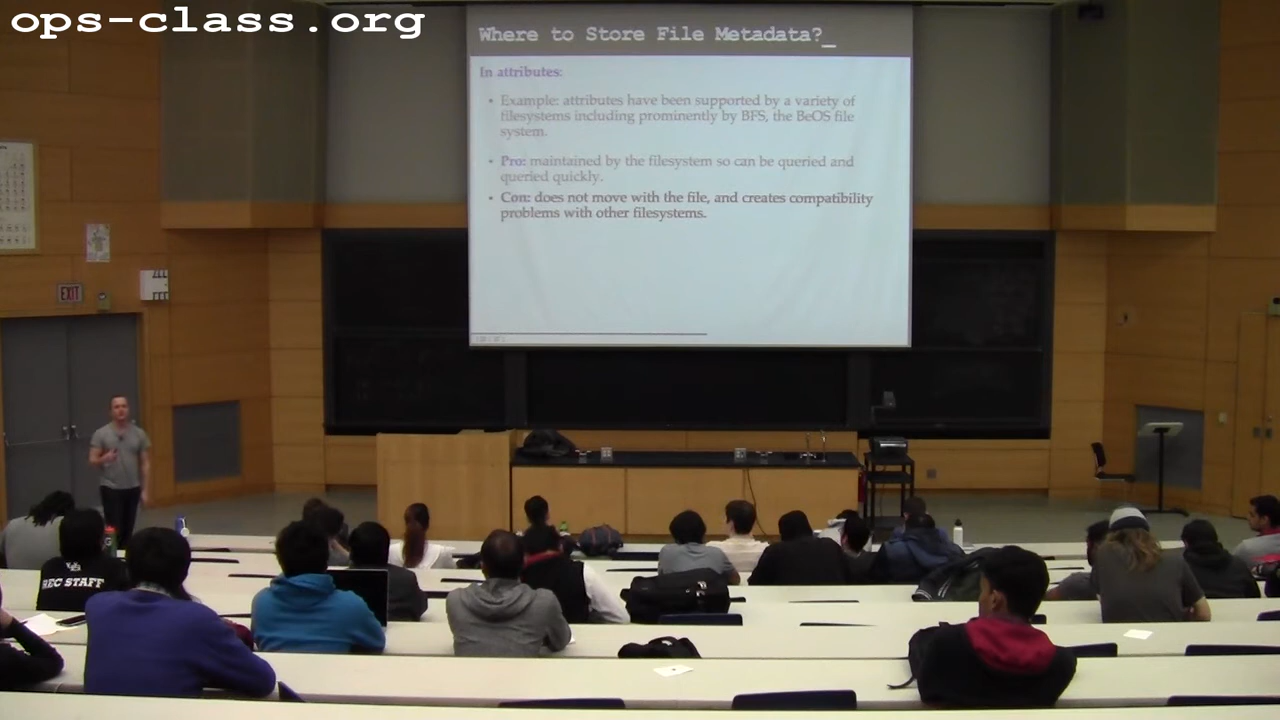 ops-class.org
Where to Store File Metadata?_
In attributes:
• Example: attributes have been supported by a variety of
filesystems including prominently by BFS, the BeOS file
system.
• Pro: maintained by the filesystem so can be queried and
queried quickly.
• Con: does not move with the file, and creates compatibility
problems with other filesystems.
EXIT
UB
REC STAFF